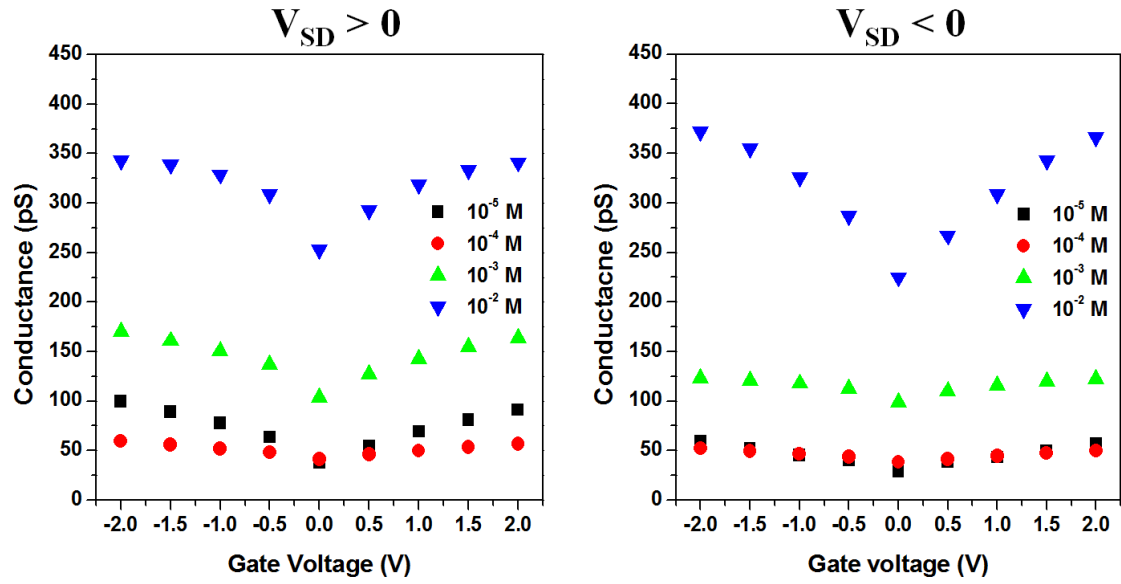 V_SD > 0
450
400
350
300
250
200
150
100
50
0
Conductance (pS)
10^-5 M
10^-4 M
10^-3 M
10^-2 M
-2.0 -1.5 -1.0 -0.5 0.0 0.5 1.0 1.5 2.0
Gate Voltage (V)
V_SD < 0
450
400
350
300
250
200
150
100
50
0
Conductacne (pS)
10^-5 M
10^-4 M
10^-3 M
10^-2 M
-2.0 -1.5 -1.0 -0.5 0.0 0.5 1.0 1.5 2.0
Gate voltage (V)